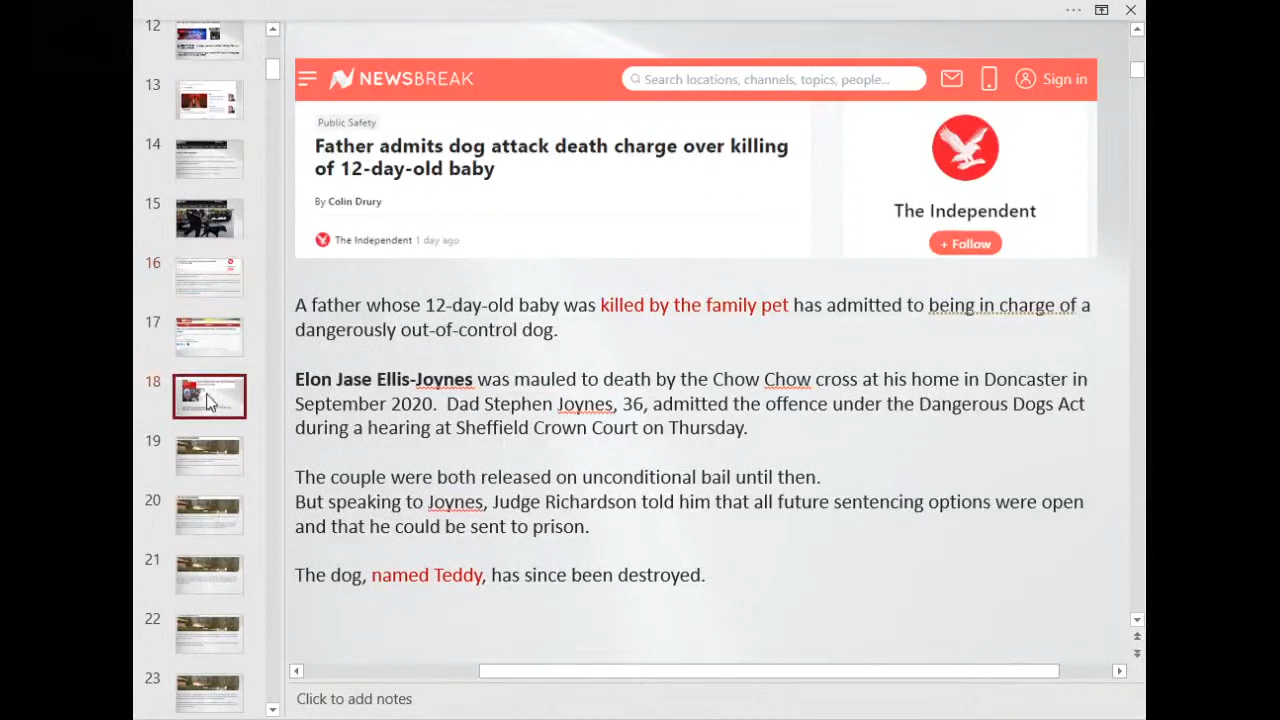 12
13
14
15
16
17
18
19
20
21
22
23
NEWSBREAK
Search locations, channels, topics, people...
Sign in
Public Safety
Father admits dog attack death charge over killing
of 12-day-old baby
By Colin Drury
The Independent 1 day ago
The Independent
+ Follow
A father whose 12-day-old baby was killed by the family pet has admitted to being in charge of a
dangerously out-of-control dog.
Elon Jase Ellis-Joynes was mauled to death by the Chow Chow cross at his home in Doncaster in
September 2020. Dad Stephen Joynes, 36, admitted the offence under the Dangerous Dogs Act
during a hearing at Sheffield Crown Court on Thursday.
The couple were both released on unconditional bail until then.
But speaking to Joynes, Judge Richardson told him that all future sentencing options were open
and that he could be sent to prison.
The dog, named Teddy, has since been destroyed.
Click to add notes